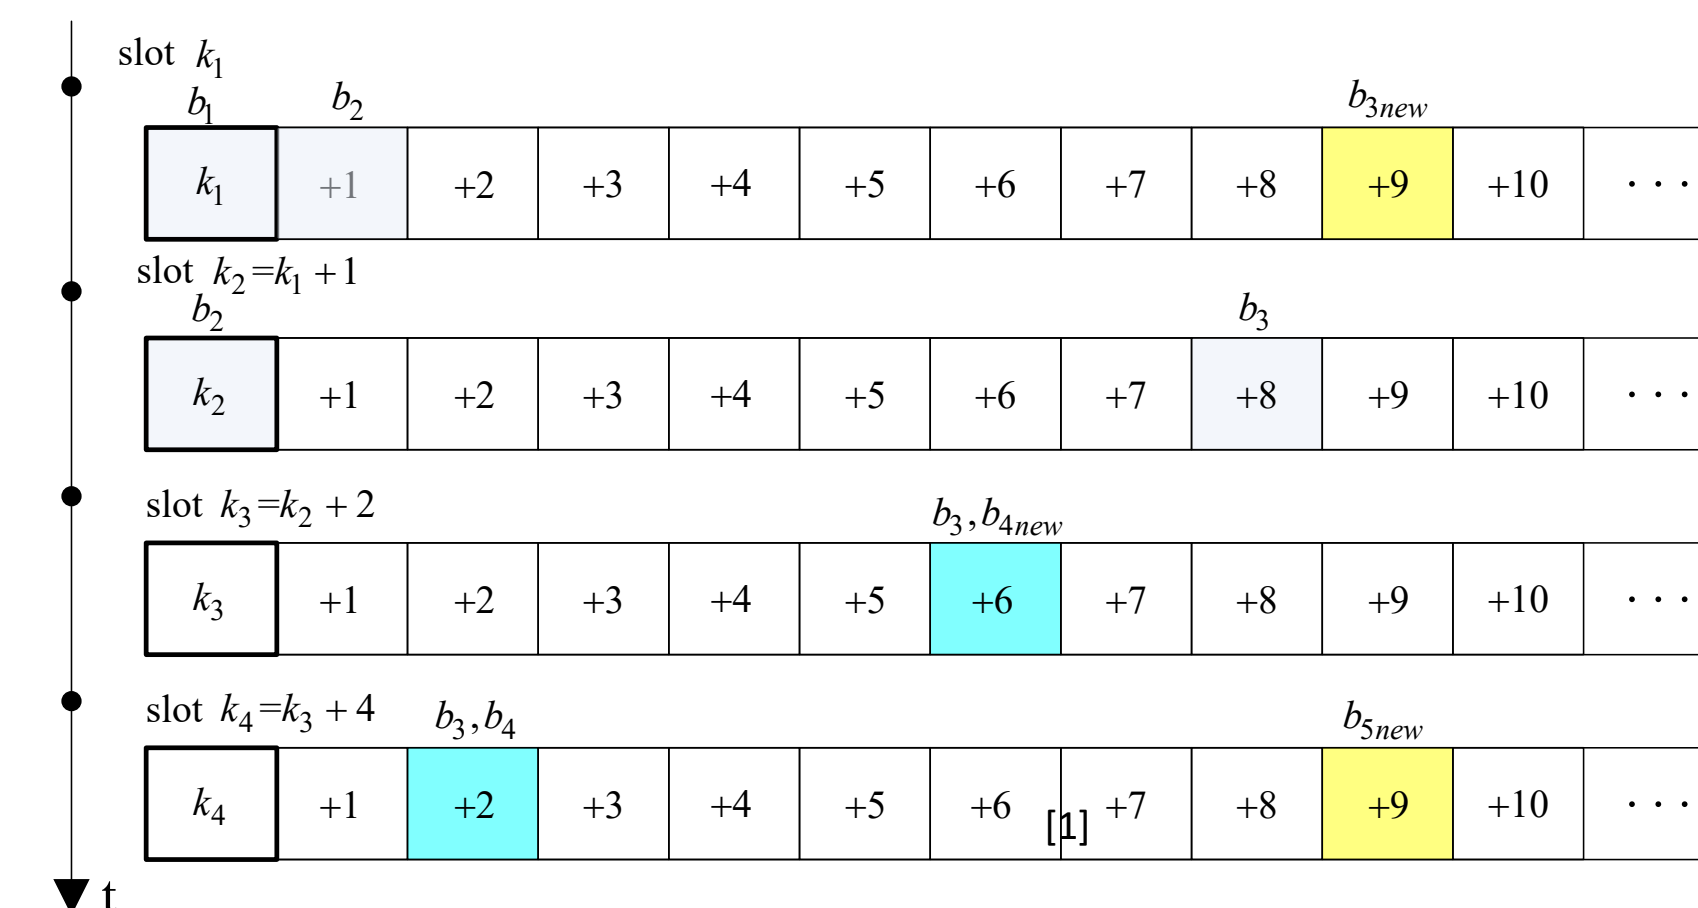 slot k₁
b₁ b₂ b₃ₙₑw
k₁ +1 +2 +3 +4 +5 +6 +7 +8 +9 +10 · · ·
slot k₂=k₁ + 1
b₂ b₃
k₂ +1 +2 +3 +4 +5 +6 +7 +8 +9 +10 · · ·
slot k₃=k₂ + 2
b₃,b₄ₙₑw
k₃ +1 +2 +3 +4 +5 +6 +7 +8 +9 +10 · · ·
slot k₄=k₃ + 4 b₃,b₄ b₅ₙₑw
k₄ +1 +2 +3 +4 +5 +6 [1] +7 +8 +9 +10 · · ·
t